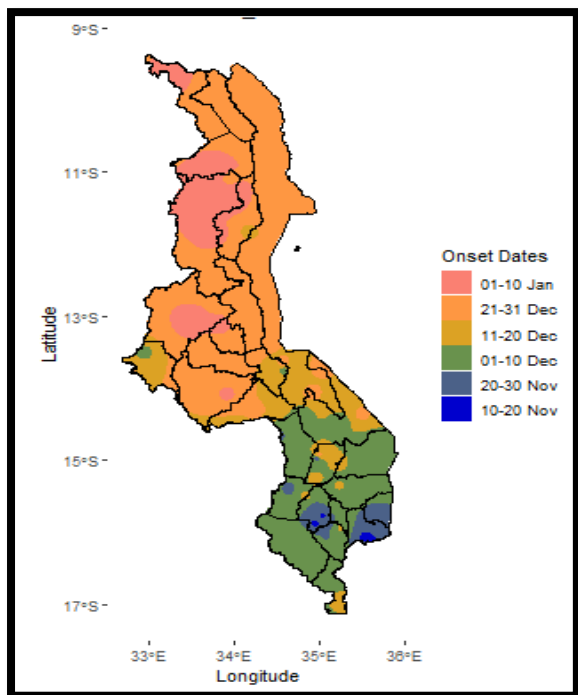 9°S
11°S
13°S
15°S
17°S
Latitude
33°E 34°E 35°E 36°E
Longitude
Onset Dates
01-10 Jan
21-31 Dec
11-20 Dec
01-10 Dec
20-30 Nov
10-20 Nov